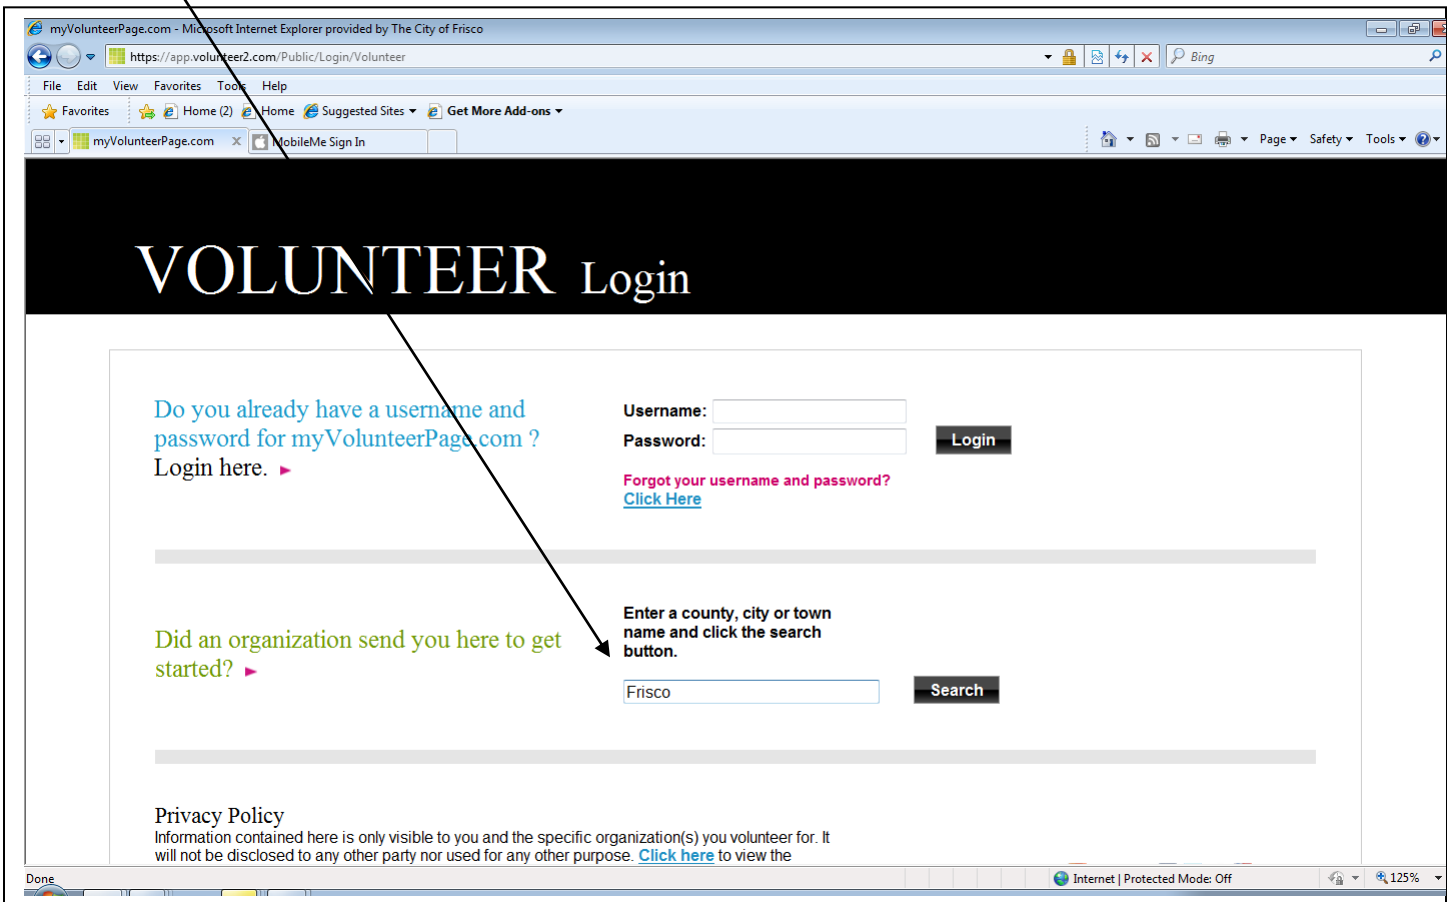 myVolunteerPage.com - Microsoft Internet Explorer provided by The City of Frisco
https://app.volunteer2.com/Public/Login/Volunteer
Bing
File Edit View Favorites Tools Help
Favorites Home (2) Home Suggested Sites Get More Add-ons
myVolunteerPage.com x MobileMe Sign In Page Safety Tools
VOLUNTEER Login
Do you already have a username and
password for myVolunteerPage.com ?
Login here.
Username:
Password:
Login
Forgot your username and password?
Click Here
Did an organization send you here to get
started?
Enter a county, city or town
name and click the search
button.
Frisco
Search
Privacy Policy
Information contained here is only visible to you and the specific organization(s) you volunteer for. It
will not be disclosed to any other party nor used for any other purpose. Click here to view the
Done Internet | Protected Mode: Off 125%